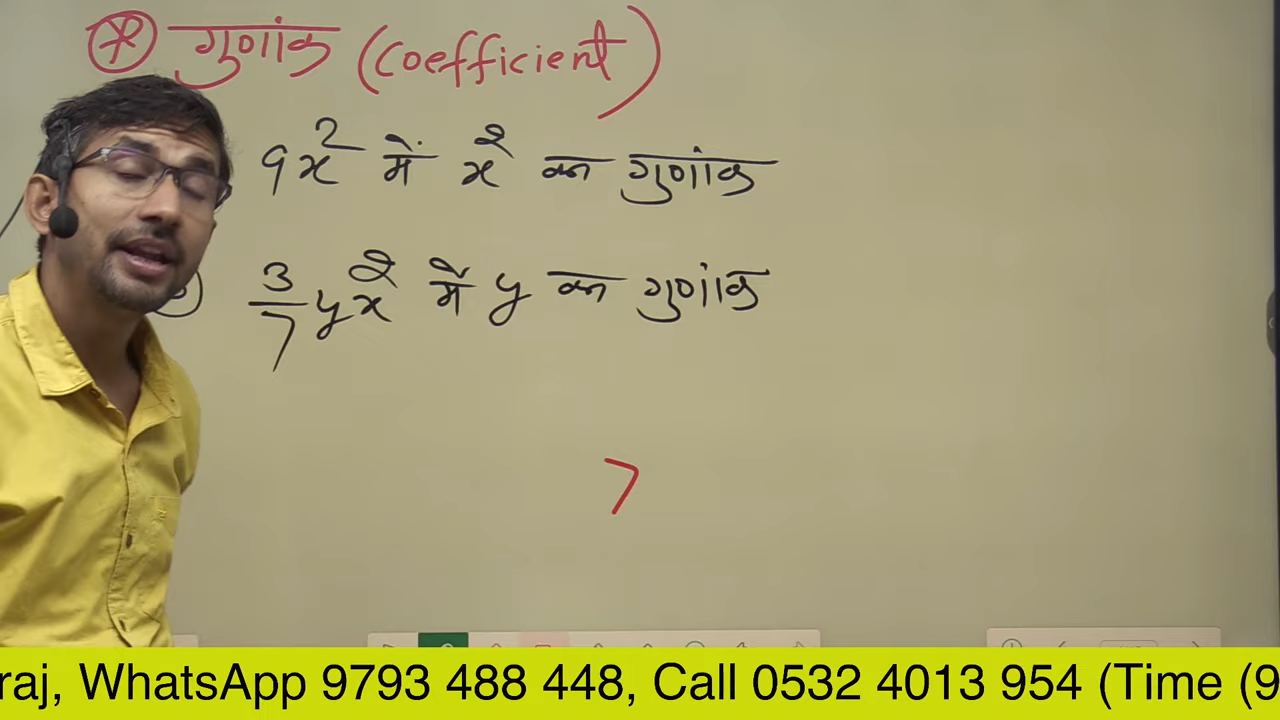 * गुणांक (coefficient)
9x² में x² का गुणांक
3/7 yx² में y का गुणांक
7
raj, WhatsApp 9793 488 448, Call 0532 4013 954 (Time (9